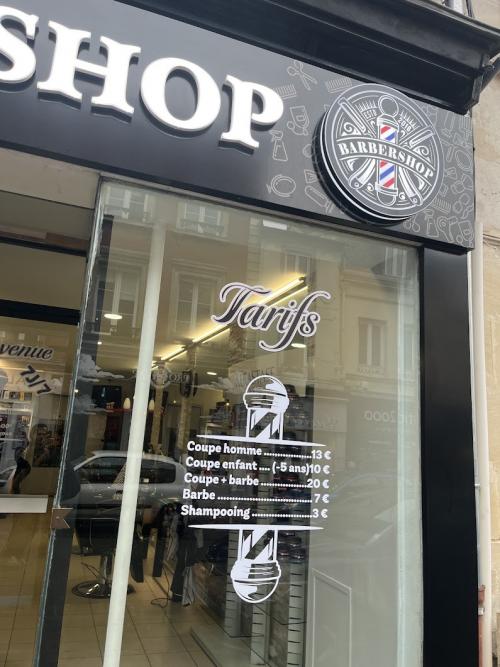 SHOP
BARBERSHOP
Tarifs
venue
7J/7
Coupe homme ................13 €
Coupe enfant .... (-5 ans)10 €
Coupe + barbe ..............20 €
Barbe ............................7 €
Shampooing ...................3 €